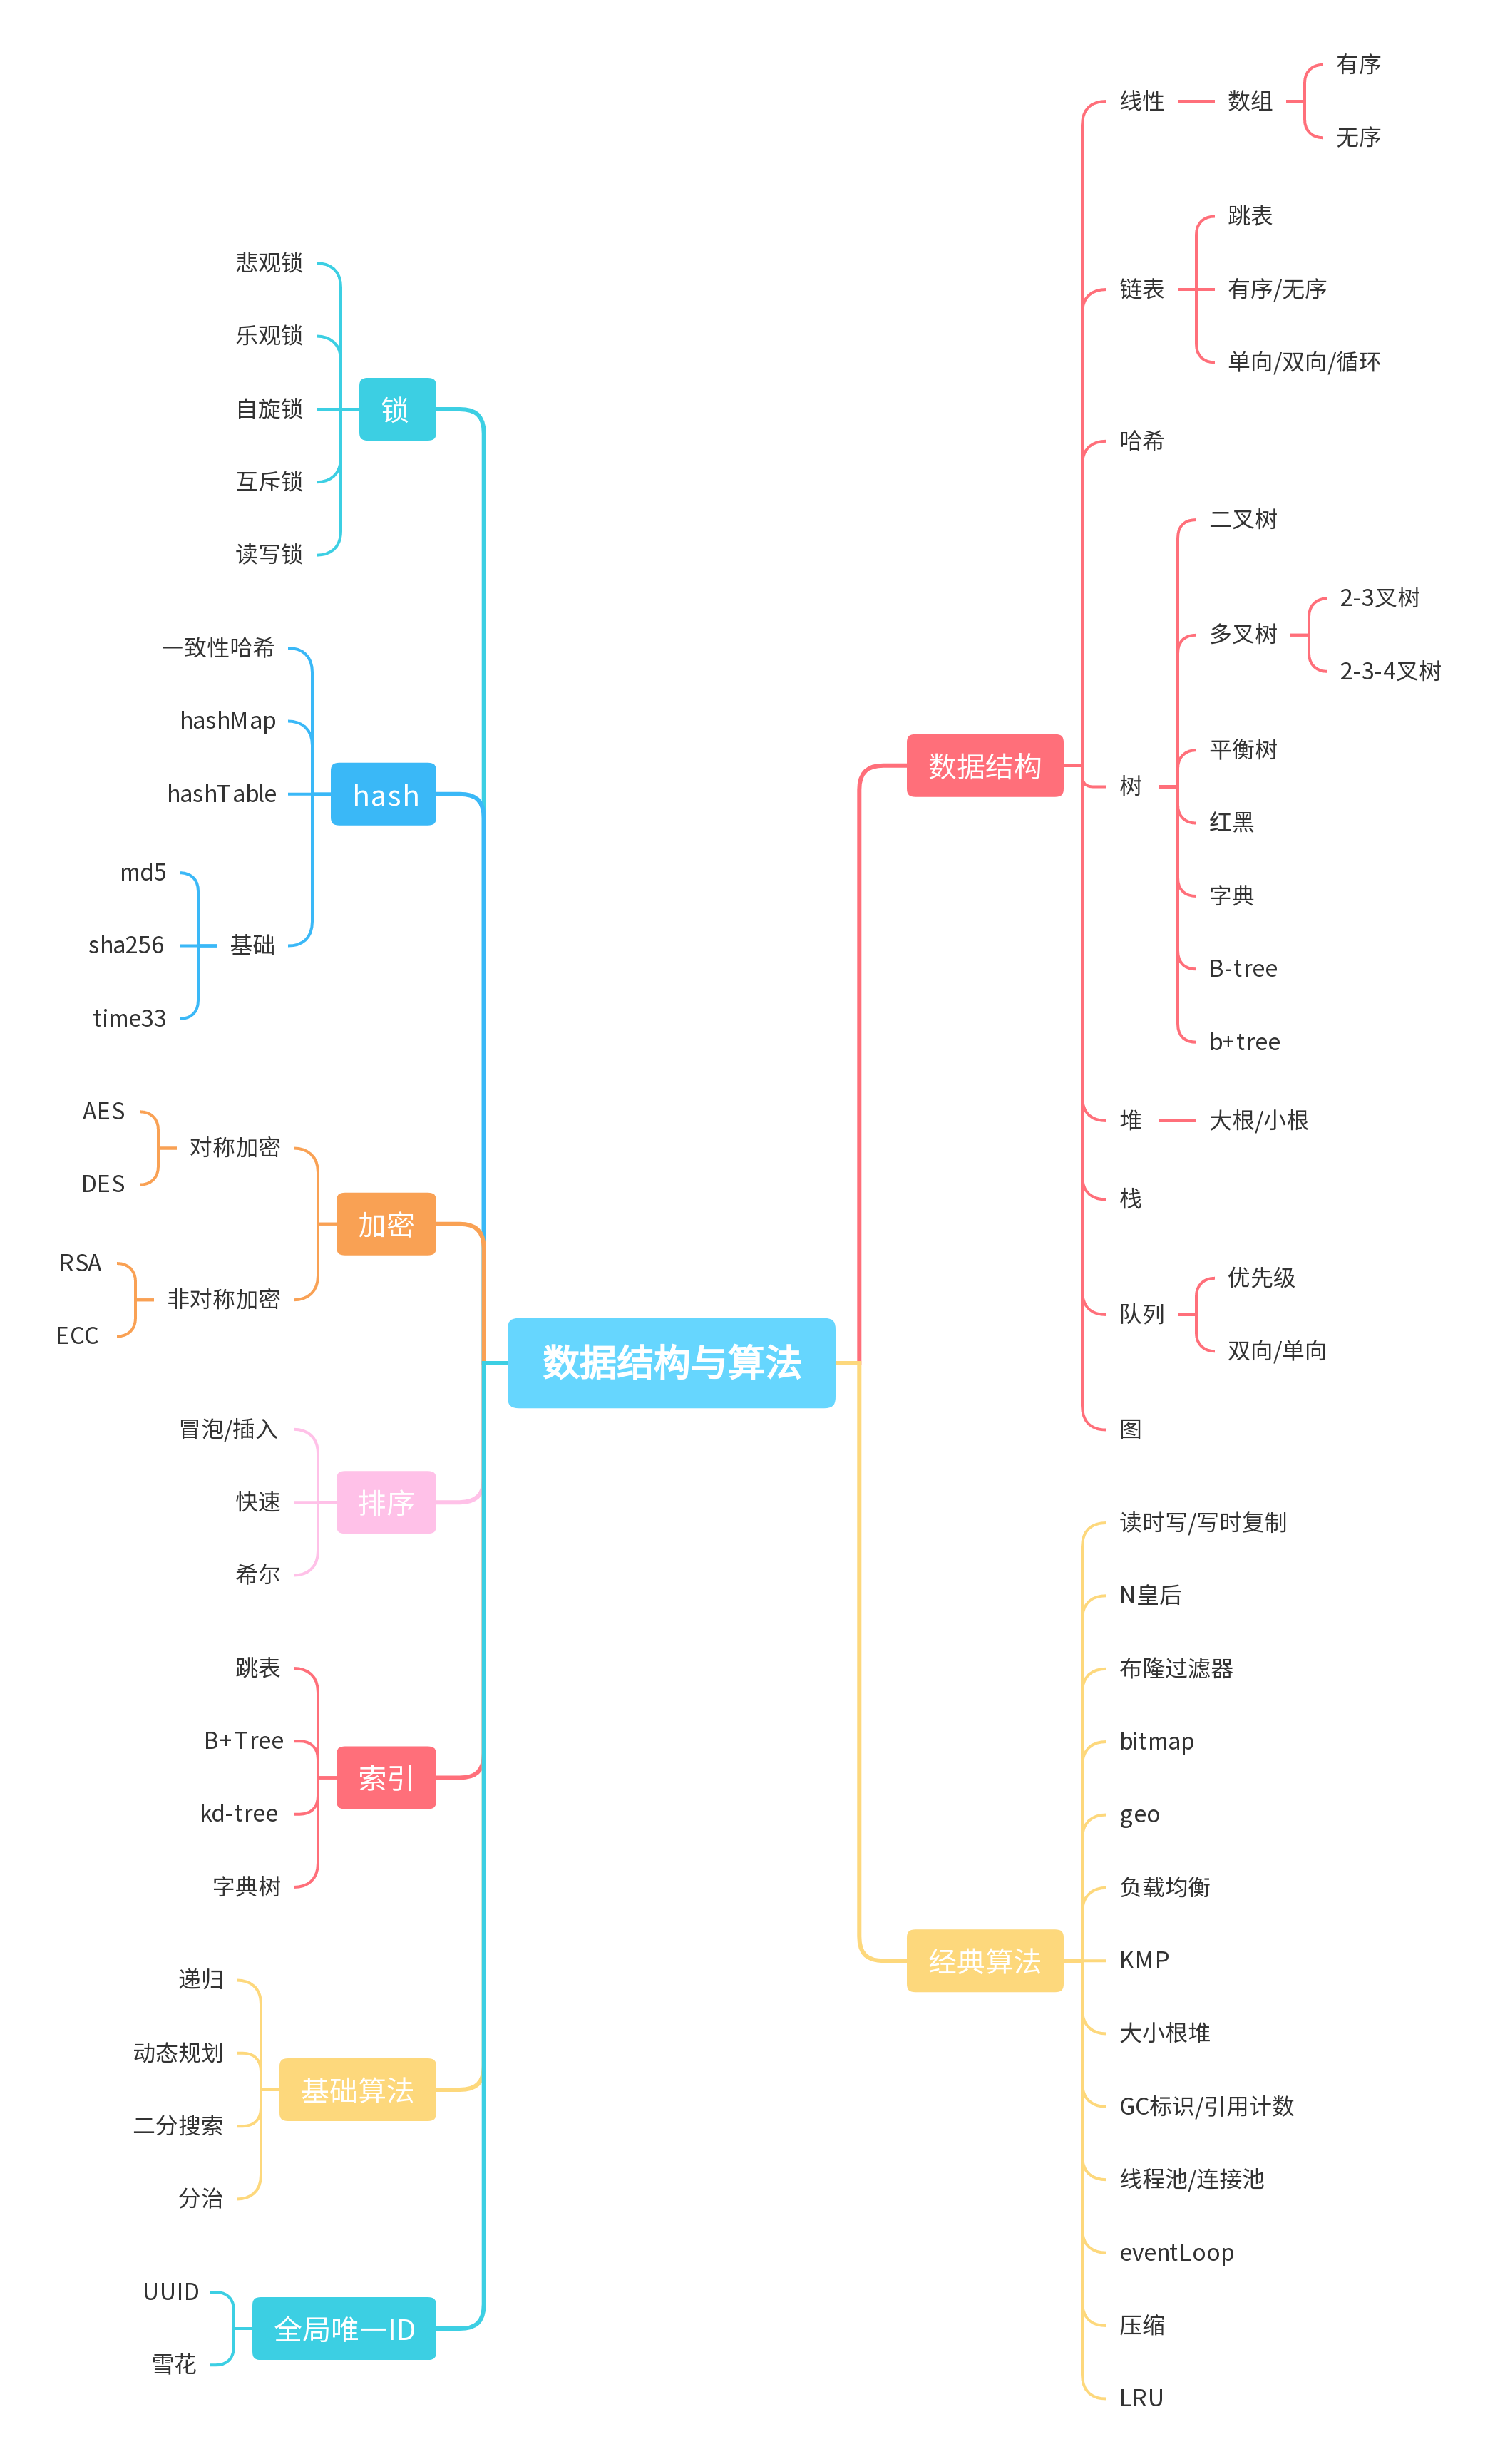 数据结构与算法
数据结构
线性
数组
有序
无序
链表
跳表
有序/无序
单向/双向/循环
哈希
树
二叉树
多叉树
2-3叉树
2-3-4叉树
平衡树
红黑
字典
B-tree
b+tree
堆
大根/小根
栈
队列
优先级
双向/单向
图
经典算法
读时写/写时复制
N皇后
布隆过滤器
bitmap
geo
负载均衡
KMP
大小根堆
GC标识/引用计数
线程池/连接池
eventLoop
压缩
LRU
锁
悲观锁
乐观锁
自旋锁
互斥锁
读写锁
hash
一致性哈希
hashMap
hashTable
基础
md5
sha256
time33
加密
对称加密
AES
DES
非对称加密
RSA
ECC
排序
冒泡/插入
快速
希尔
索引
跳表
B+Tree
kd-tree
字典树
基础算法
递归
动态规划
二分搜索
分治
全局唯一ID
UUID
雪花